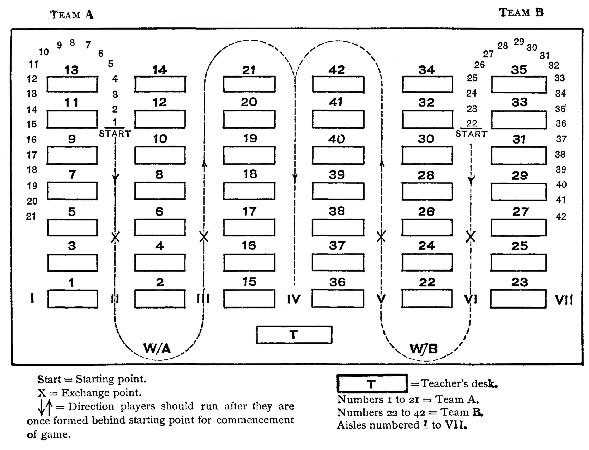 TEAM A TEAM B
10 9 8 7 6 27 28 29 30 31
11 5 26 32
13 14 21 42 34 35
12 4 25 33
13 3 24 34
11 12 20 41 32 33
14 2 23 35
15 1 22 36
START START
16 9 10 19 40 30 31 37
17 38
18 7 8 18 39 28 29 39
19 40
20 41
21 5 6 17 38 26 27 42
X X X X
3 4 16 37 24 25
1 2 15 36 22 23
I II III IV V VI VII
T
W/A W/B
Start = Starting point.
X = Exchange point.
↓↑ = Direction players should run after they are
once formed behind starting point for commencement
of game.
T = Teacher's desk.
Numbers 1 to 21 = Team A.
Numbers 22 to 42 = Team B.
Aisles numbered I to VII.